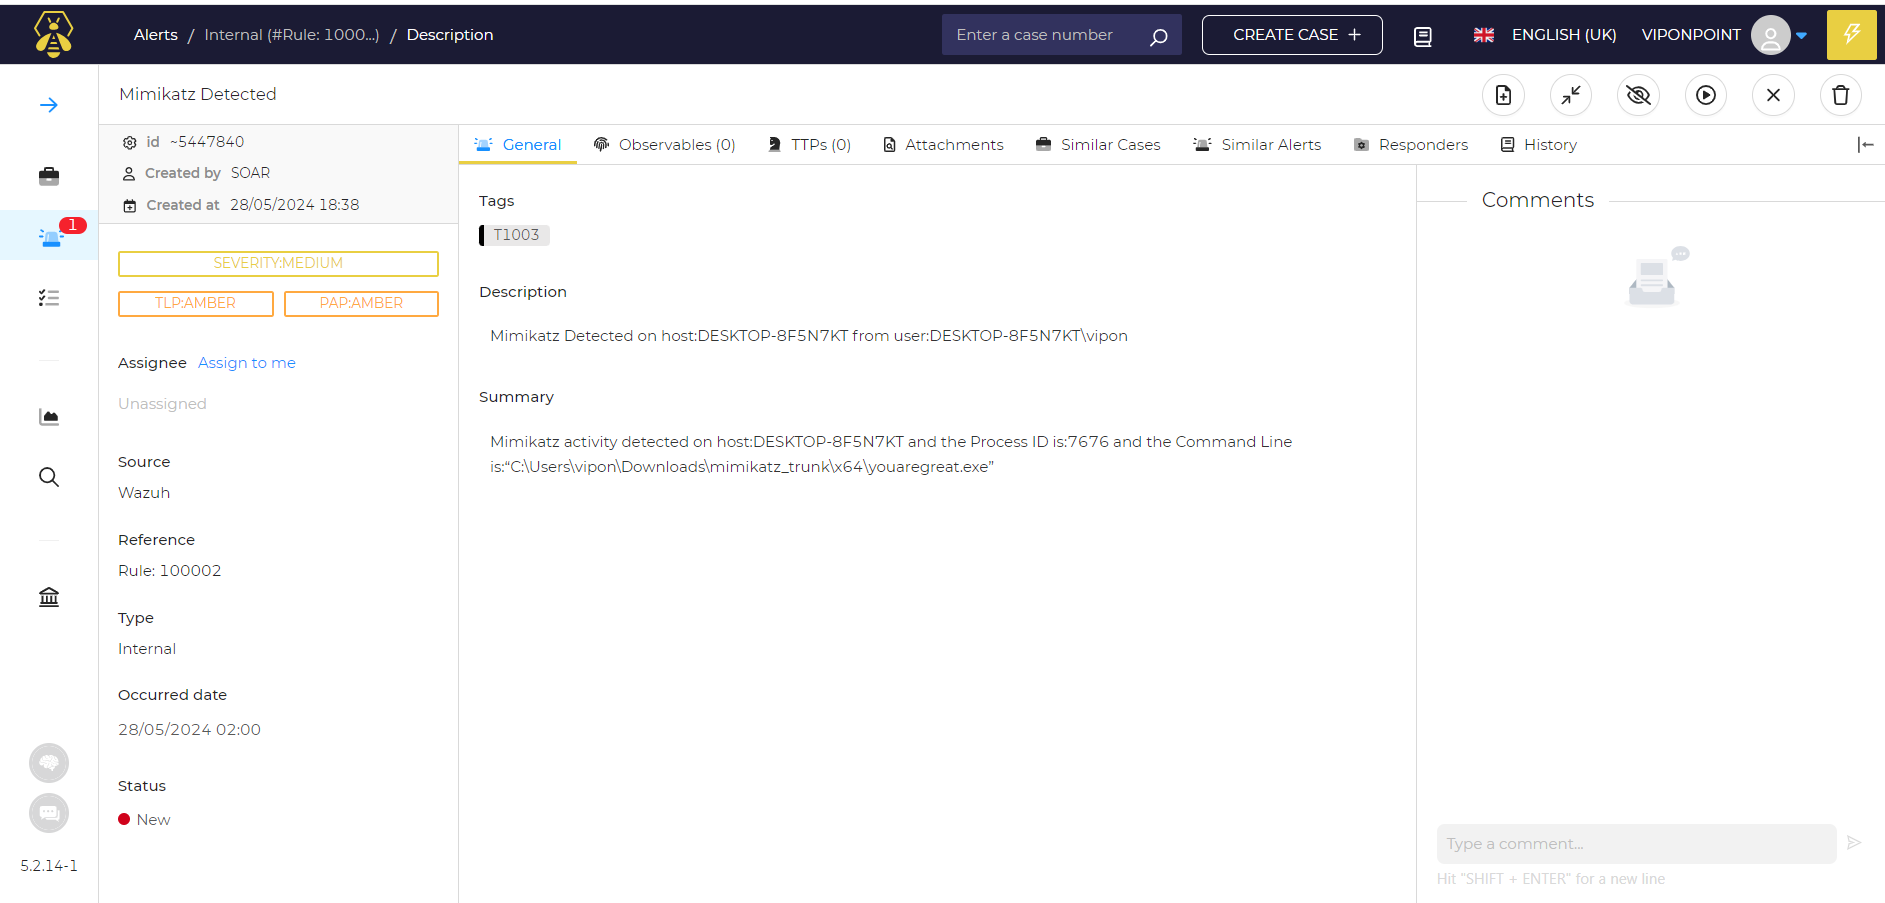 Alerts / Internal (#Rule: 1000...) / Description
Enter a case number
CREATE CASE +
ENGLISH (UK)
VIPONPOINT
Mimikatz Detected
id ~5447840
Created by SOAR
Created at 28/05/2024 18:38
General
Observables (0)
TTPs (0)
Attachments
Similar Cases
Similar Alerts
Responders
History
1
SEVERITY:MEDIUM
TLP:AMBER
PAP:AMBER
Assignee Assign to me
Unassigned
Source
Wazuh
Reference
Rule: 100002
Type
Internal
Occurred date
28/05/2024 02:00
Status
New
5.2.14-1
Tags
T1003
Description
Mimikatz Detected on host:DESKTOP-8F5N7KT from user:DESKTOP-8F5N7KT\vipon
Summary
Mimikatz activity detected on host:DESKTOP-8F5N7KT and the Process ID is:7676 and the Command Line
is:“C:\Users\vipon\Downloads\mimikatz_trunk\x64\youaregreat.exe”
Comments
Type a comment...
Hit "SHIFT + ENTER" for a new line